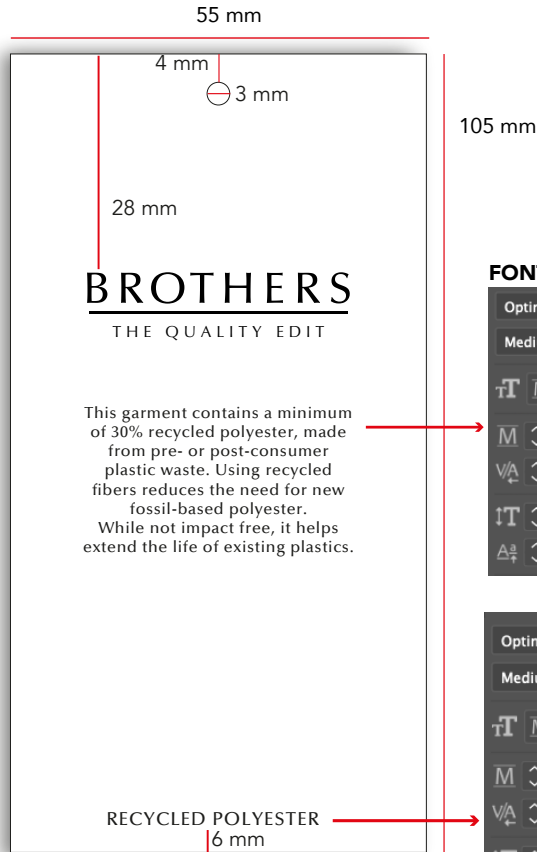 55 mm
4 mm
3 mm
105 mm
28 mm
BROTHERS
THE QUALITY EDIT
This garment contains a minimum
of 30% recycled polyester, made
from pre- or post-consumer
plastic waste. Using recycled
fibers reduces the need for new
fossil-based polyester.
While not impact free, it helps
extend the life of existing plastics.
RECYCLED POLYESTER
6 mm